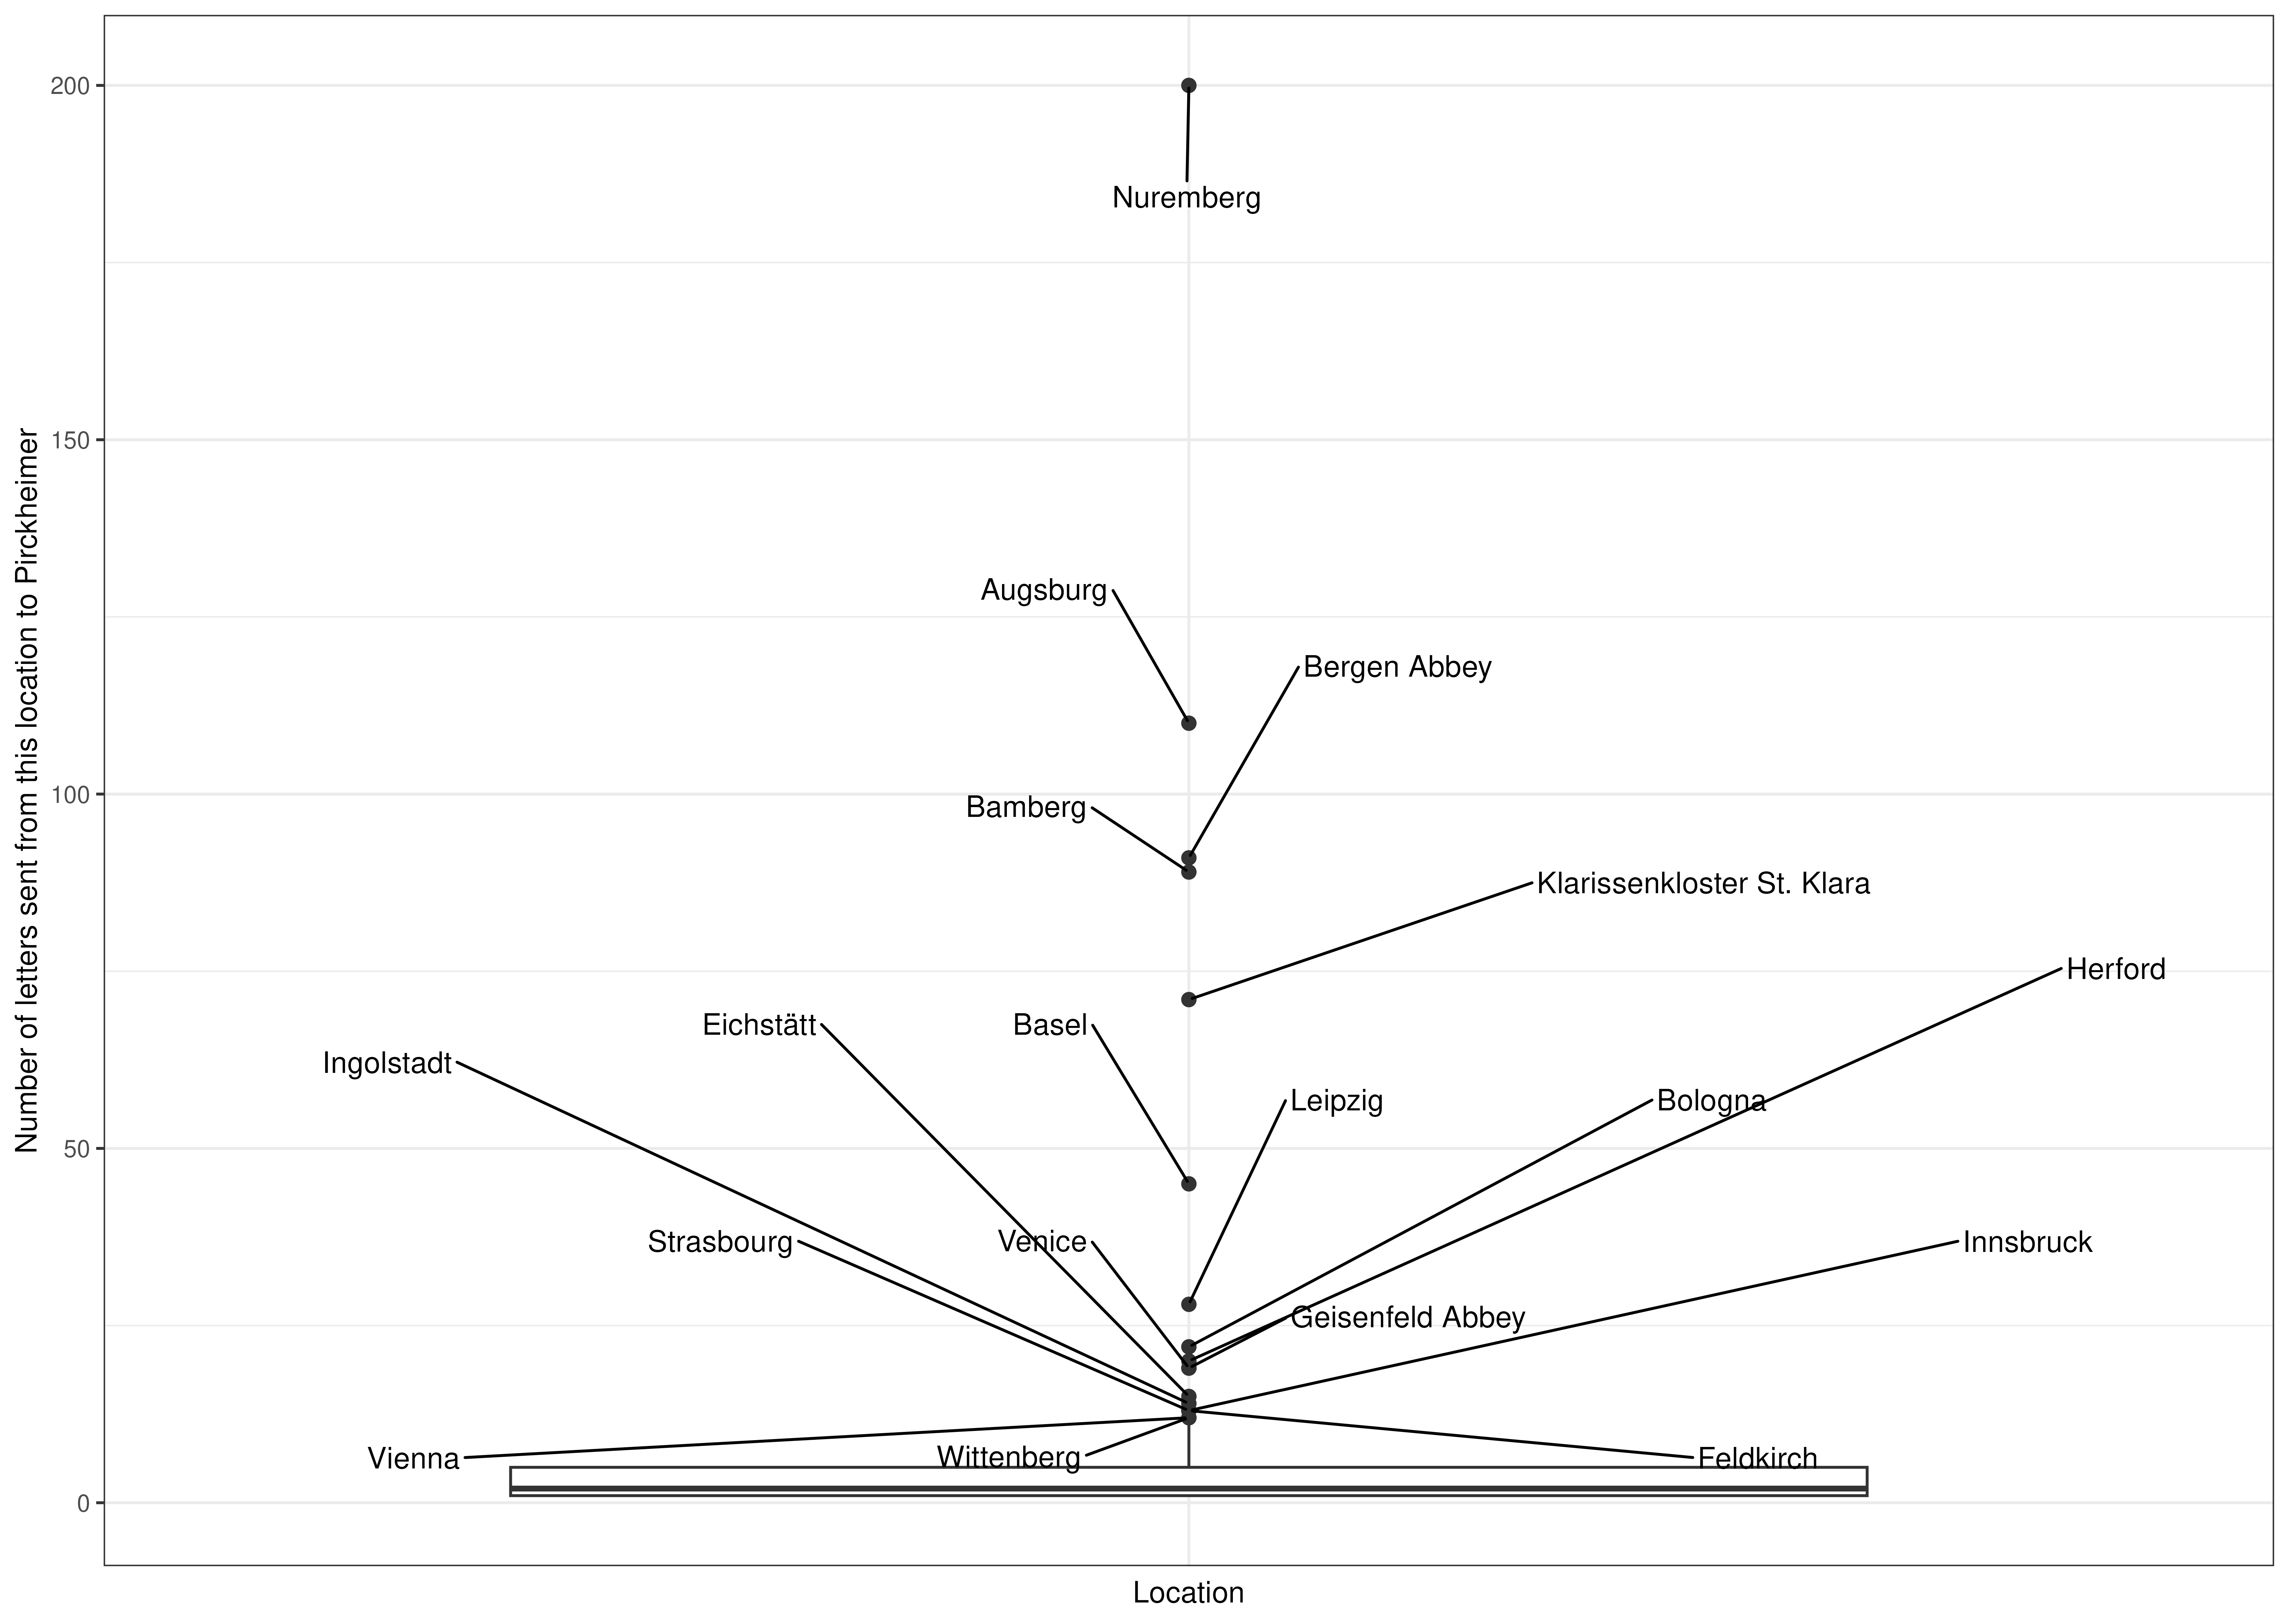 200
Nuremberg
150
Augsburg
Bergen Abbey
100
Bamberg
Klarissenkloster St. Klara
Herford
Eichstätt
Basel
Ingolstadt
Leipzig
Bologna
50
Strasbourg
Venice
Innsbruck
Geisenfeld Abbey
Vienna
Wittenberg
Feldkirch
0
Location
Number of letters sent from this location to Pirckheimer